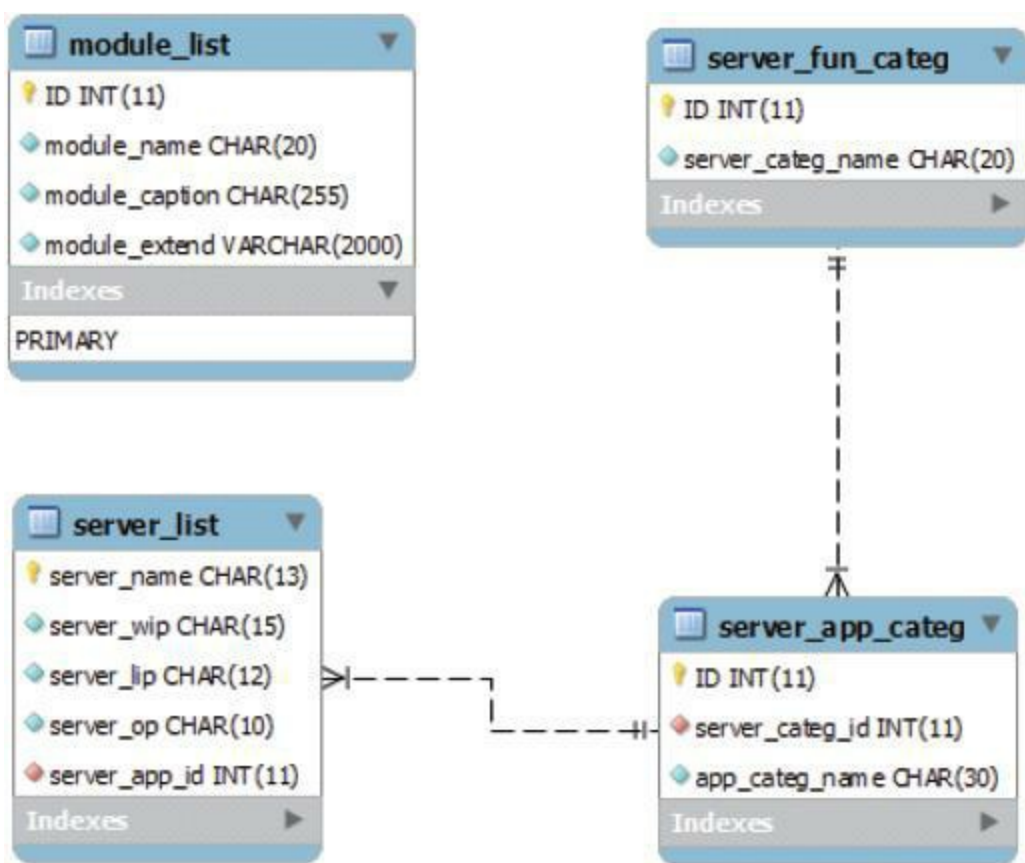 module_list
ID INT(11)
module_name CHAR(20)
module_caption CHAR(255)
module_extend VARCHAR(2000)
Indexes
PRIMARY
server_fun_categ
ID INT(11)
server_categ_name CHAR(20)
Indexes
server_list
server_name CHAR(13)
server_wip CHAR(15)
server_lip CHAR(12)
server_op CHAR(10)
server_app_id INT(11)
Indexes
server_app_categ
ID INT(11)
server_categ_id INT(11)
app_categ_name CHAR(30)
Indexes